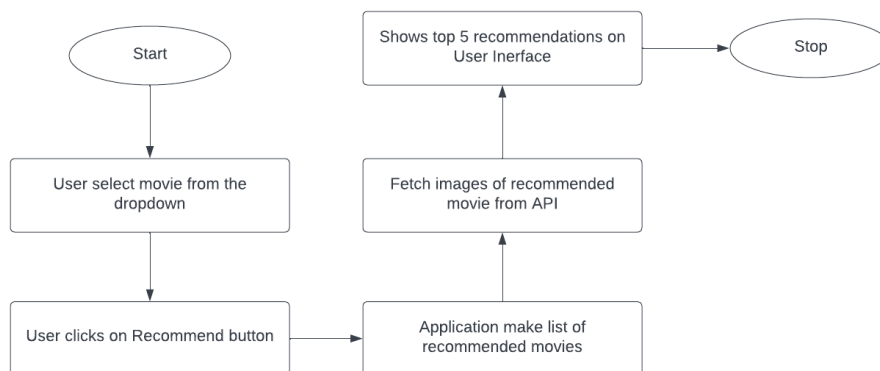 Start
User select movie from the
dropdown
User clicks on Recommend button
Application make list of
recommended movies
Fetch images of recommended
movie from API
Shows top 5 recommendations on
User Inerface
Stop